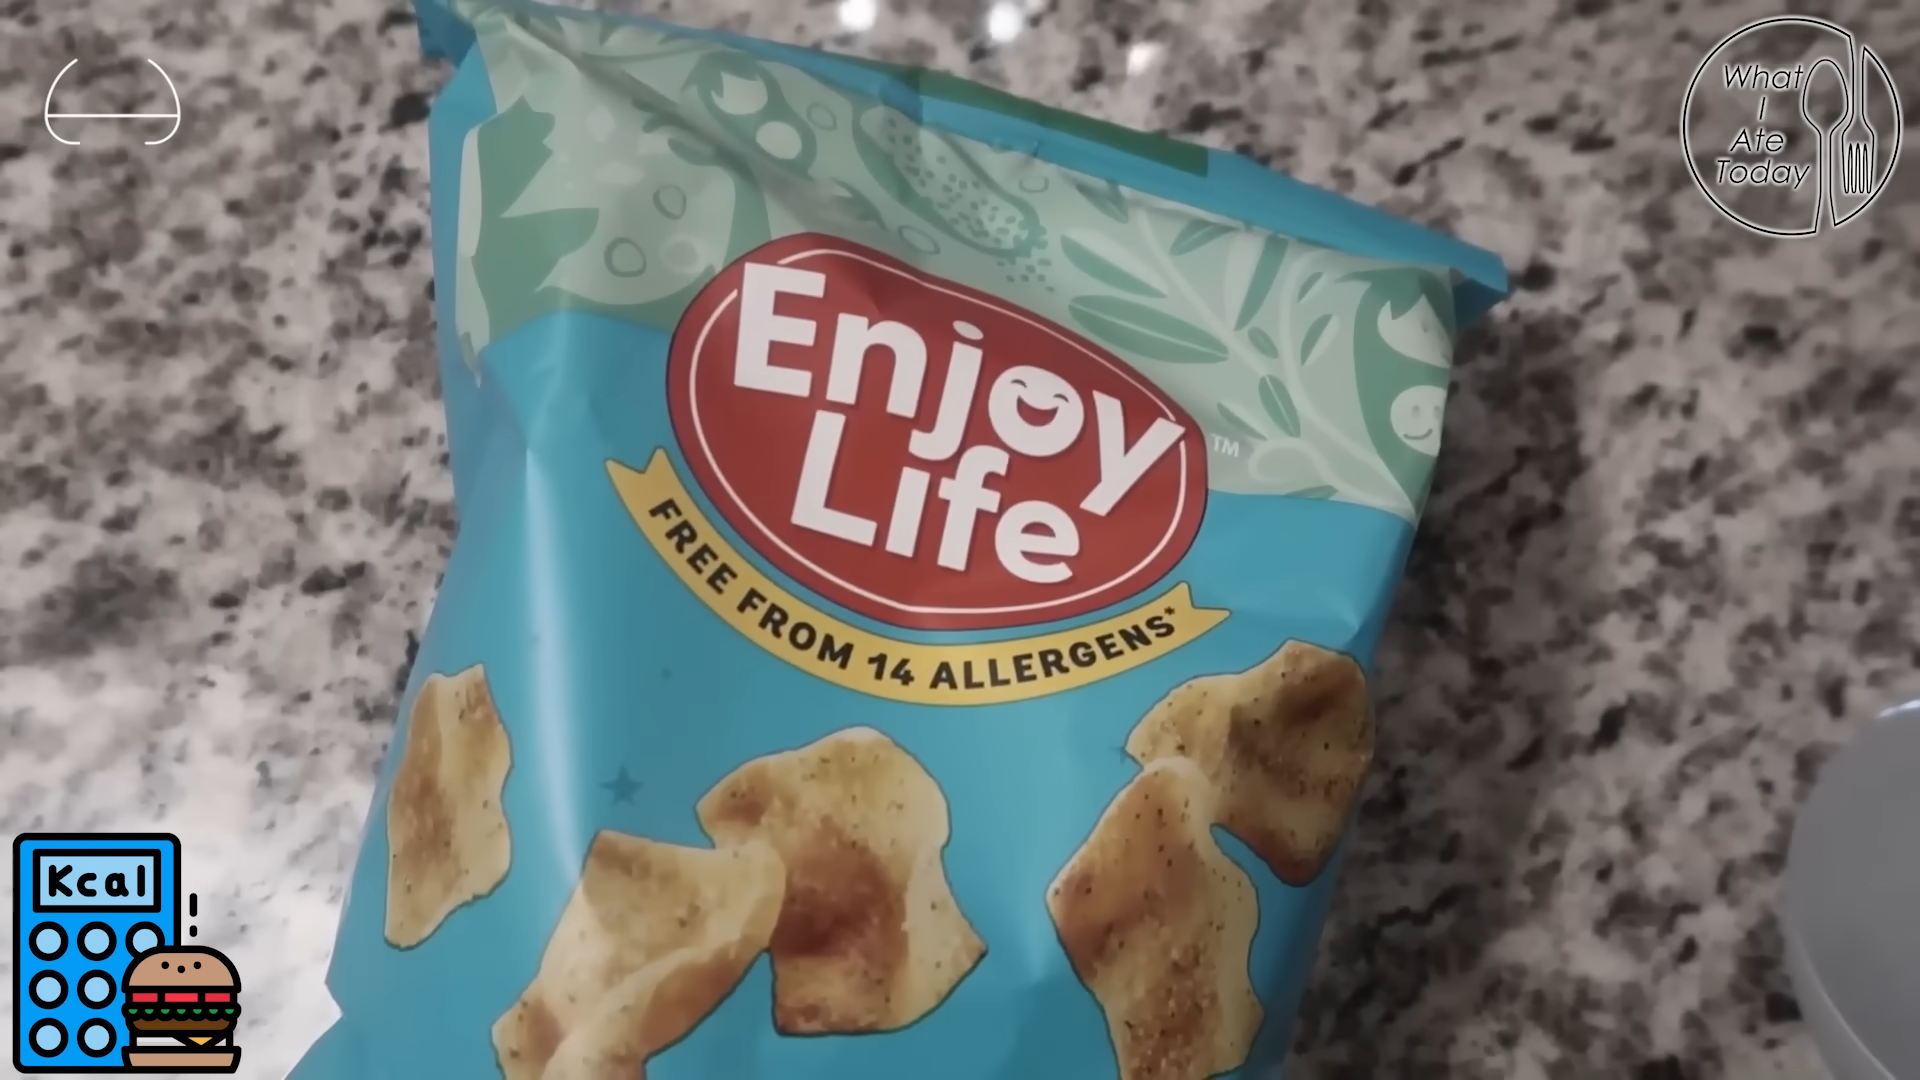 What
I
Ate
Today
Enjoy
Life
TM
FREE FROM 14 ALLERGENS*
Kcal